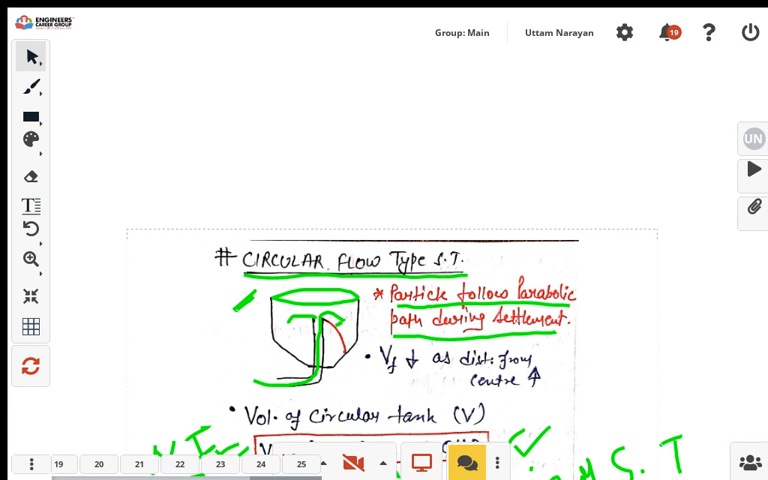 ENGINEERS
CAREER GROUP
Group: Main
Uttam Narayan
19
?
UN
T
# CIRCULAR FLOW Type S.T.
* Particle follows Parabolic
path during Settlement.
• Vf ↓ as dist. from
centre ↑
• Vol. of Circular tank (V)
S. T
19 20 21 22 23 24 25